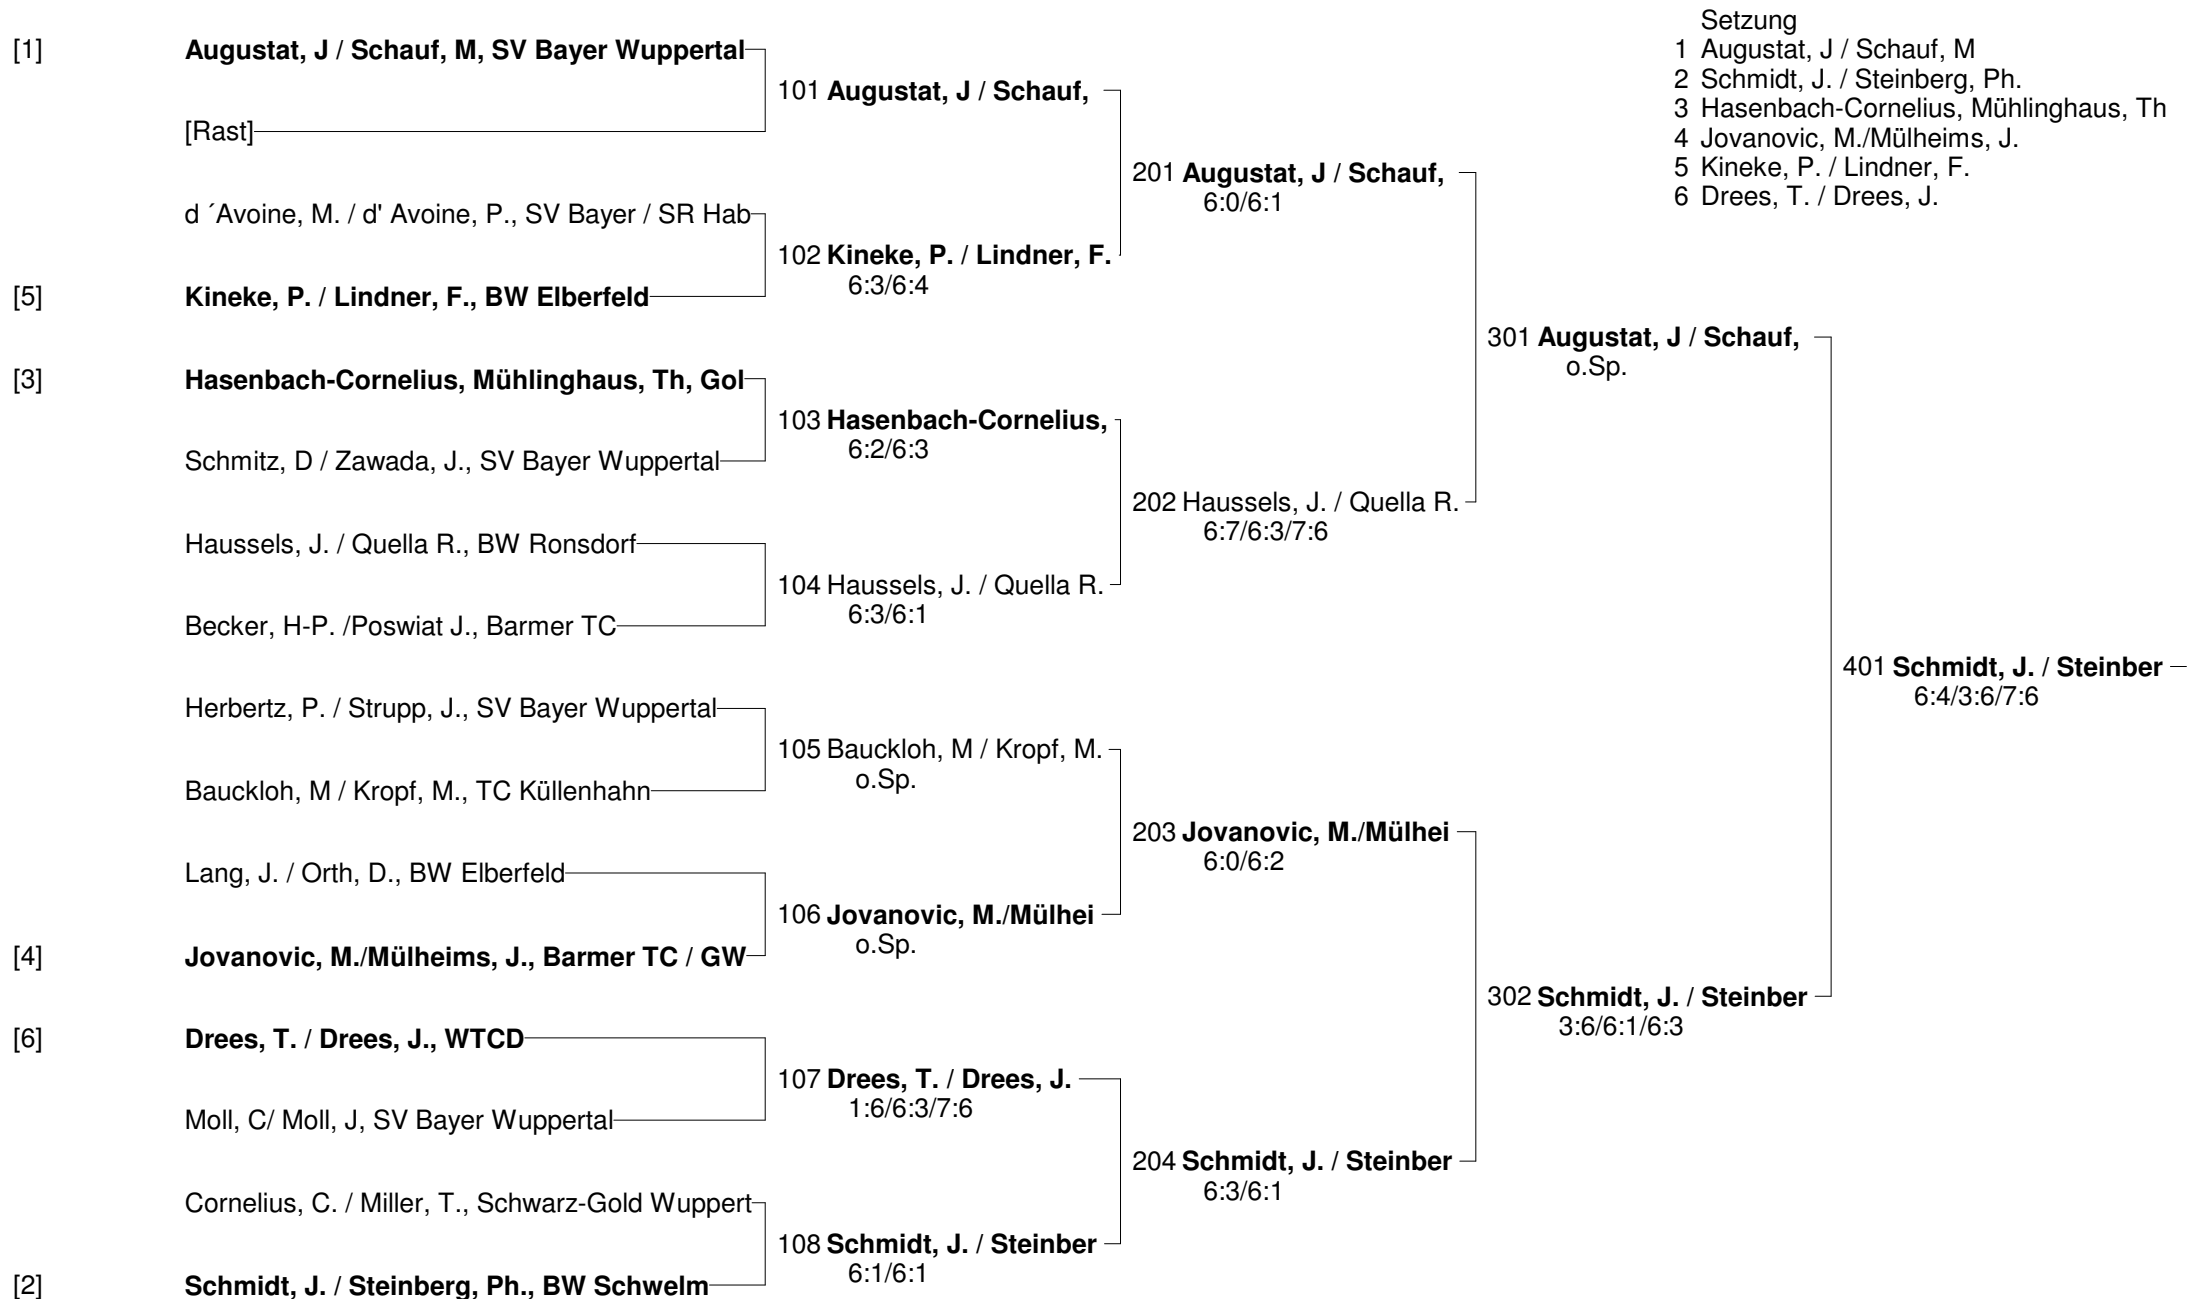 Setzung
1 Augustat, J / Schauf, M
2 Schmidt, J. / Steinberg, Ph.
3 Hasenbach-Cornelius, Mühlinghaus, Th
4 Jovanovic, M./Mülheims, J.
5 Kineke, P. / Lindner, F.
6 Drees, T. / Drees, J.
[1] Augustat, J / Schauf, M, SV Bayer Wuppertal
[Rast]
d ´Avoine, M. / d' Avoine, P., SV Bayer / SR Hab
[5] Kineke, P. / Lindner, F., BW Elberfeld
[3] Hasenbach-Cornelius, Mühlinghaus, Th, Gol
Schmitz, D / Zawada, J., SV Bayer Wuppertal
Haussels, J. / Quella R., BW Ronsdorf
Becker, H-P. /Poswiat J., Barmer TC
Herbertz, P. / Strupp, J., SV Bayer Wuppertal
Bauckloh, M / Kropf, M., TC Küllenhahn
Lang, J. / Orth, D., BW Elberfeld
[4] Jovanovic, M./Mülheims, J., Barmer TC / GW
[6] Drees, T. / Drees, J., WTCD
Moll, C/ Moll, J, SV Bayer Wuppertal
Cornelius, C. / Miller, T., Schwarz-Gold Wuppert
[2] Schmidt, J. / Steinberg, Ph., BW Schwelm
101 Augustat, J / Schauf,
102 Kineke, P. / Lindner, F.
6:3/6:4
103 Hasenbach-Cornelius,
6:2/6:3
104 Haussels, J. / Quella R.
6:3/6:1
105 Bauckloh, M / Kropf, M.
o.Sp.
106 Jovanovic, M./Mülhei
o.Sp.
107 Drees, T. / Drees, J.
1:6/6:3/7:6
108 Schmidt, J. / Steinber
6:1/6:1
201 Augustat, J / Schauf,
6:0/6:1
202 Haussels, J. / Quella R.
6:7/6:3/7:6
203 Jovanovic, M./Mülhei
6:0/6:2
204 Schmidt, J. / Steinber
6:3/6:1
301 Augustat, J / Schauf,
o.Sp.
302 Schmidt, J. / Steinber
3:6/6:1/6:3
401 Schmidt, J. / Steinber
6:4/3:6/7:6